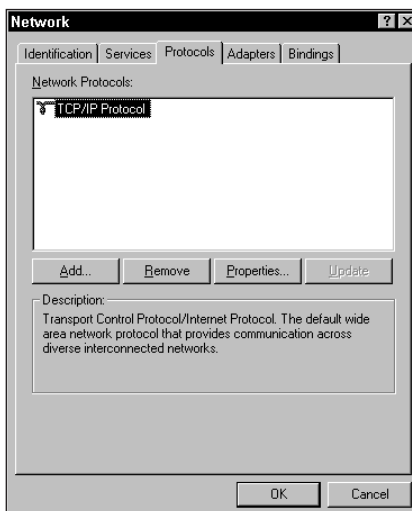 Network
Identification Services Protocols Adapters Bindings
Network Protocols:
TCP/IP Protocol
Add... Remove Properties... Update
Description:
Transport Control Protocol/Internet Protocol. The default wide
area network protocol that provides communication across
diverse interconnected networks.
OK Cancel